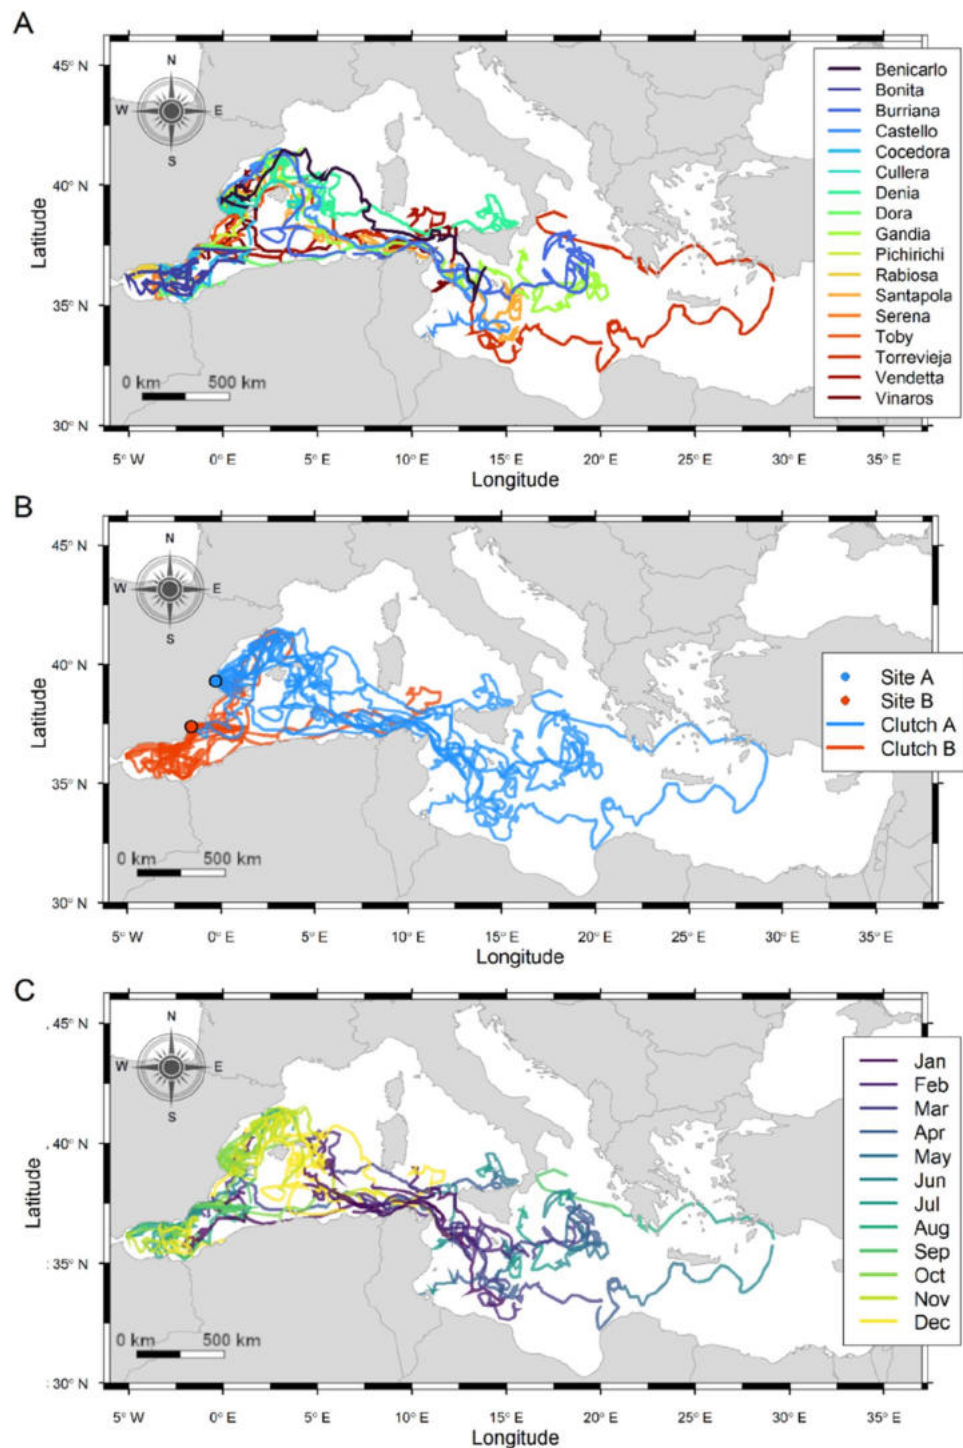 A
N
W E
S
45° N
40° N
35° N
30° N
Latitude
0 km 500 km
5° W 0° E 5° E 10° E 15° E 20° E 25° E 30° E 35° E
Longitude
Benicarlo
Bonita
Burriana
Castello
Cocedora
Cullera
Denia
Dora
Gandia
Pichirichi
Rabiosa
Santapola
Serena
Toby
Torrevieja
Vendetta
Vinaros
B
N
W E
S
45° N
40° N
35° N
30° N
Latitude
0 km 500 km
5° W 0° E 5° E 10° E 15° E 20° E 25° E 30° E 35° E
Longitude
Site A
Site B
Clutch A
Clutch B
C
N
W E
S
45° N
40° N
35° N
30° N
Latitude
0 km 500 km
5° W 0° E 5° E 10° E 15° E 20° E 25° E 30° E 35° E
Longitude
Jan
Feb
Mar
Apr
May
Jun
Jul
Aug
Sep
Oct
Nov
Dec